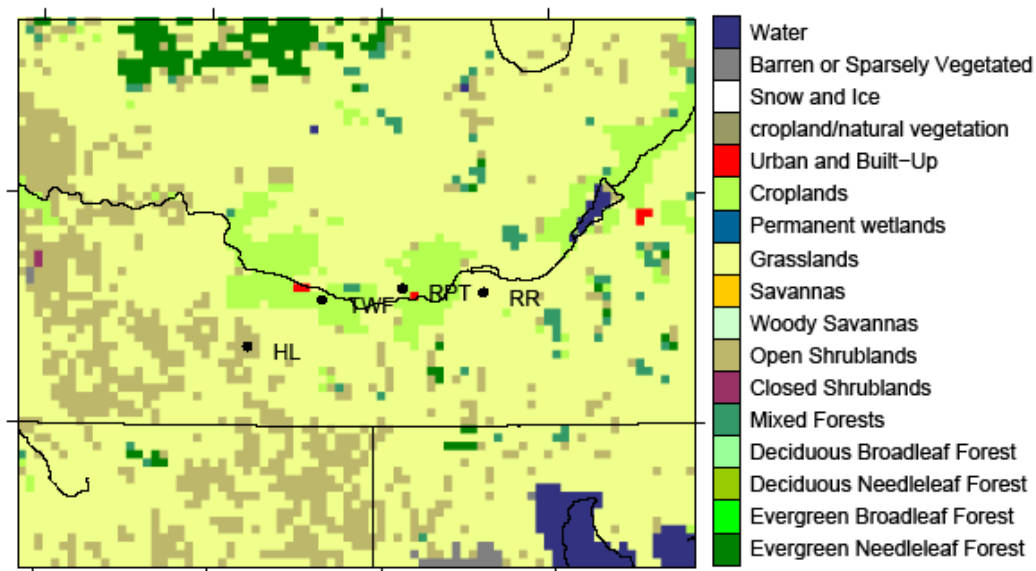 Water
Barren or Sparsely Vegetated
Snow and Ice
cropland/natural vegetation
Urban and Built−Up
Croplands
Permanent wetlands
Grasslands
Savannas
Woody Savannas
Open Shrublands
Closed Shrublands
Mixed Forests
Deciduous Broadleaf Forest
Deciduous Needleleaf Forest
Evergreen Broadleaf Forest
Evergreen Needleleaf Forest
TWF
RPT
RR
HL